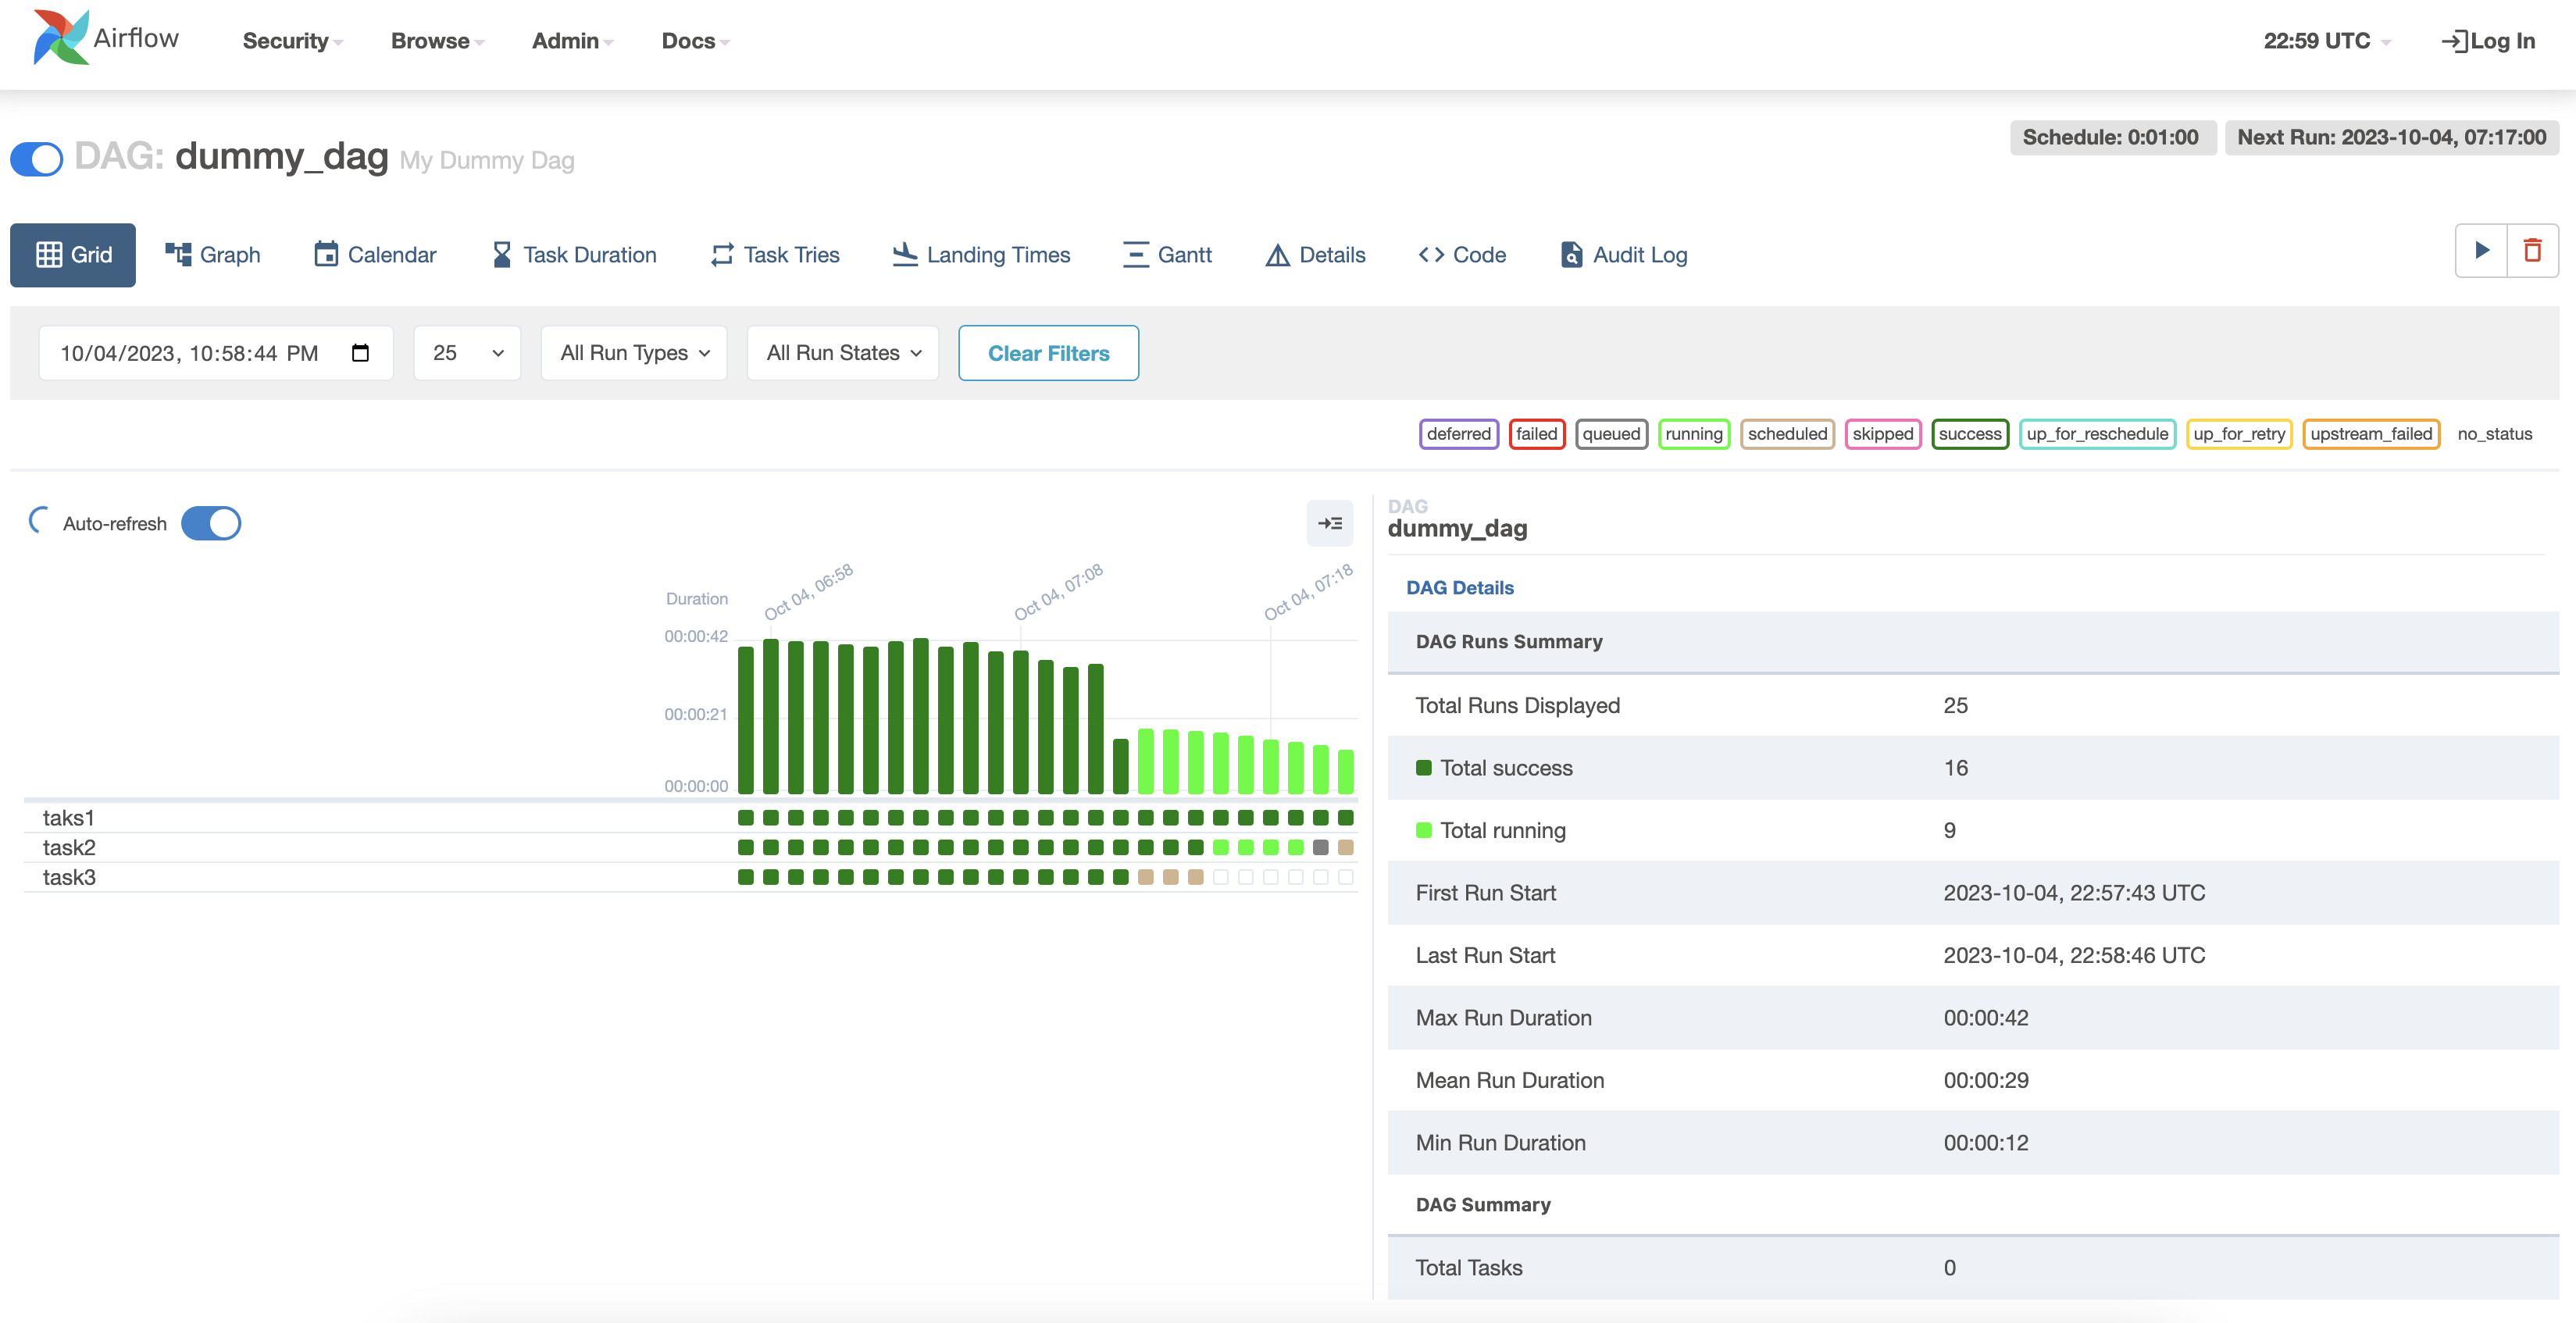 Airflow Security Browse Admin Docs 22:59 UTC Log In
DAG: dummy_dag My Dummy Dag Schedule: 0:01:00 Next Run: 2023-10-04, 07:17:00
Grid Graph Calendar Task Duration Task Tries Landing Times Gantt Details Code Audit Log
10/04/2023, 10:58:44 PM 25 All Run Types All Run States Clear Filters
deferred failed queued running scheduled skipped success up_for_reschedule up_for_retry upstream_failed no_status
Auto-refresh
Duration
Oct 04, 06:58 Oct 04, 07:08 Oct 04, 07:18
00:00:42
00:00:21
00:00:00
taks1
task2
task3
DAG
dummy_dag
DAG Details
DAG Runs Summary
Total Runs Displayed 25
Total success 16
Total running 9
First Run Start 2023-10-04, 22:57:43 UTC
Last Run Start 2023-10-04, 22:58:46 UTC
Max Run Duration 00:00:42
Mean Run Duration 00:00:29
Min Run Duration 00:00:12
DAG Summary
Total Tasks 0